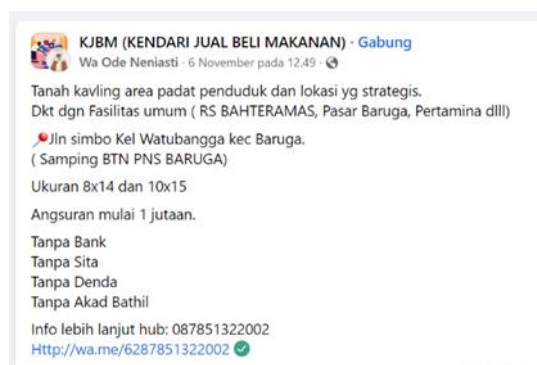 KJBM (KENDARI JUAL BELI MAKANAN) · Gabung
Wa Ode Neniasti · 6 November pada 12.49 ·
Tanah kavling area padat penduduk dan lokasi yg strategis.
Dkt dgn Fasilitas umum ( RS BAHTERAMAS, Pasar Baruga, Pertamina dlll)
Jln simbo Kel Watubangga kec Baruga.
( Samping BTN PNS BARUGA)
Ukuran 8x14 dan 10x15
Angsuran mulai 1 jutaan.
Tanpa Bank
Tanpa Sita
Tanpa Denda
Tanpa Akad Bathil
Info lebih lanjut hub: 087851322002
Http://wa.me/6287851322002